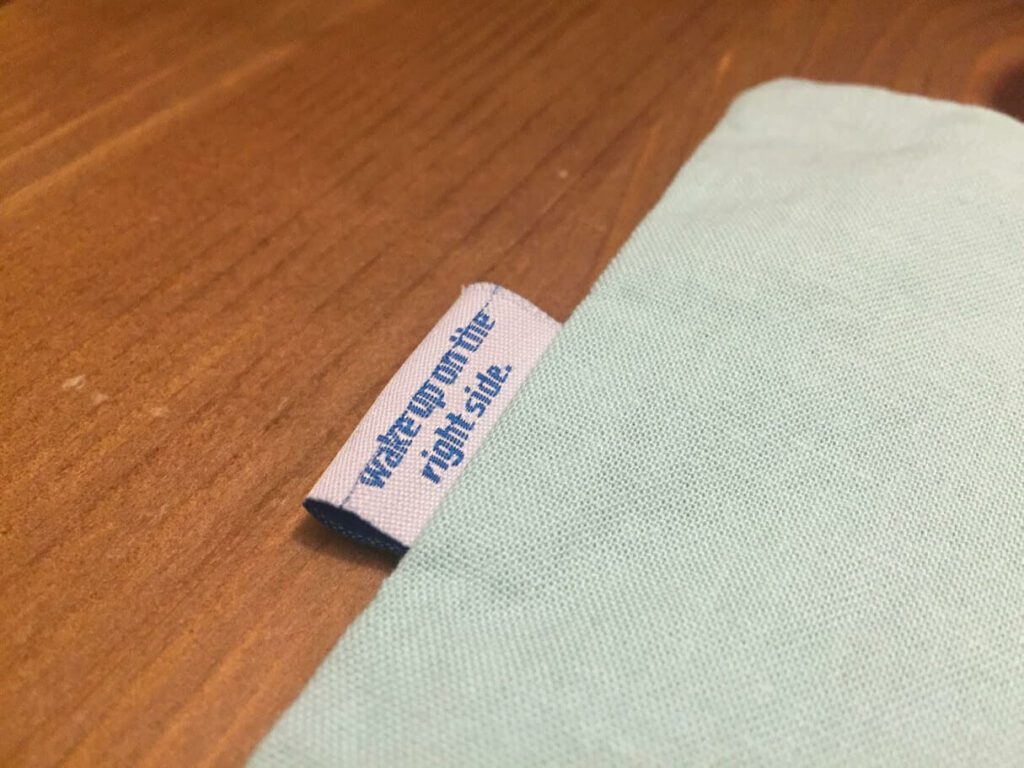 wake up on the
right side.